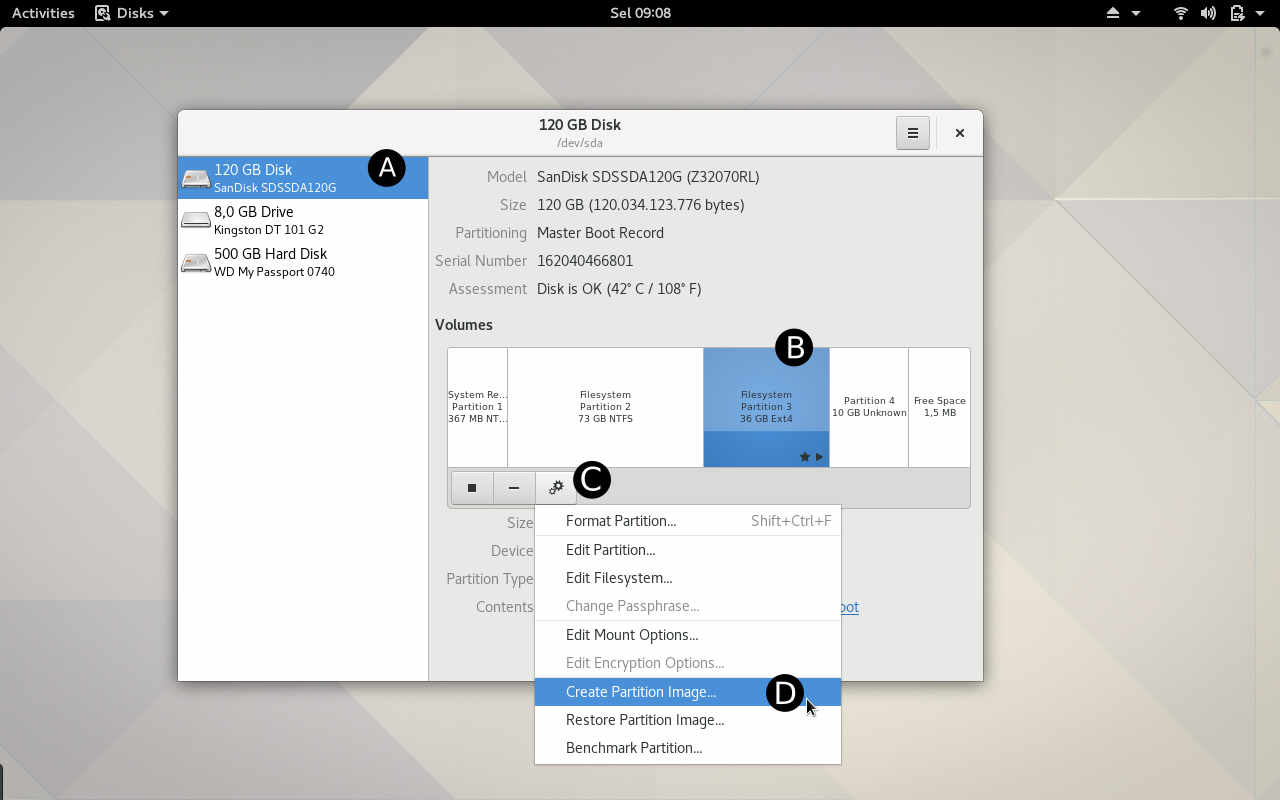 Activities Disks Sel 09:08
120 GB Disk
/dev/sda
120 GB Disk
SanDisk SDSSDA120G
A
8,0 GB Drive
Kingston DT 101 G2
500 GB Hard Disk
WD My Passport 0740
Model SanDisk SDSSDA120G (Z32070RL)
Size 120 GB (120.034.123.776 bytes)
Partitioning Master Boot Record
Serial Number 162040466801
Assessment Disk is OK (42° C / 108° F)
Volumes
B
System Re...
Partition 1
367 MB NT...
Filesystem
Partition 2
73 GB NTFS
Filesystem
Partition 3
36 GB Ext4
Partition 4
10 GB Unknown
Free Space
1,5 MB
C
Size
Device
Partition Type
Contents
oot
Format Partition... Shift+Ctrl+F
Edit Partition...
Edit Filesystem...
Change Passphrase...
Edit Mount Options...
Edit Encryption Options...
Create Partition Image... D
Restore Partition Image...
Benchmark Partition...